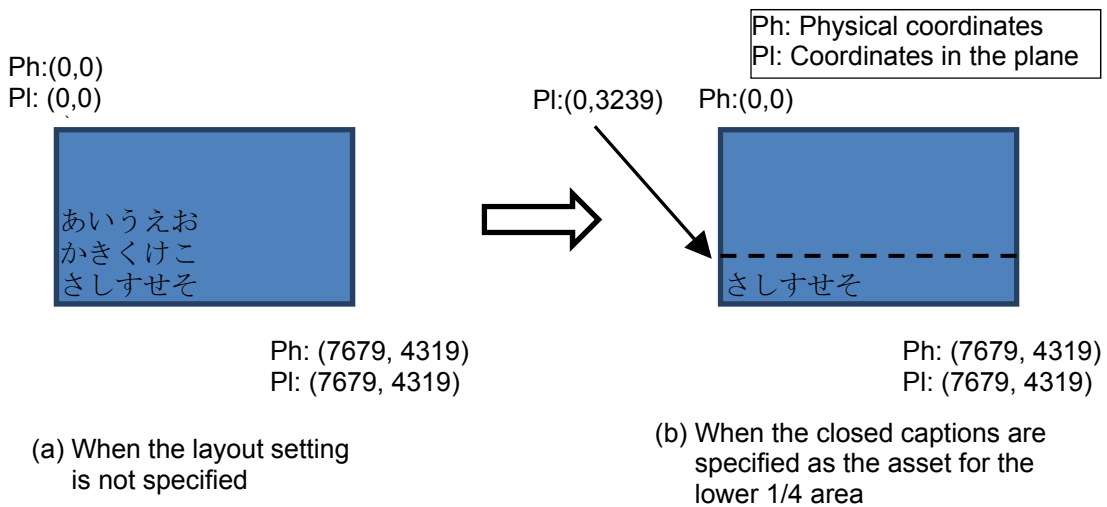 Ph: Physical coordinates
Pl: Coordinates in the plane
Ph:(0,0)
Pl: (0,0)
Pl:(0,3239)
Ph:(0,0)
あいうえお
かきくけこ
さしすせそ
さしすせそ
Ph: (7679, 4319)
Pl: (7679, 4319)
Ph: (7679, 4319)
Pl: (7679, 4319)
(a) When the layout setting
is not specified
(b) When the closed captions are
specified as the asset for the
lower 1/4 area